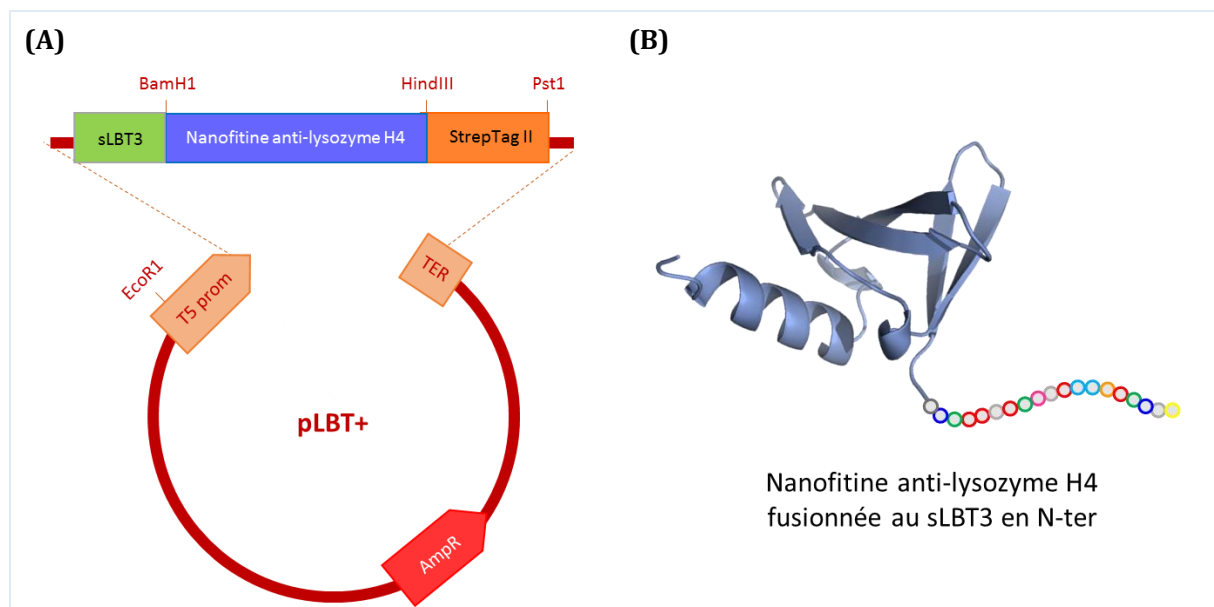 (A)
(B)
BamH1
HindIII
Pst1
sLBT3
Nanofitine anti-lysozyme H4
StrepTag II
EcoR1
T5 prom
TER
pLBT+
AmpR
Nanofitine anti-lysozyme H4
fusionnée au sLBT3 en N-ter